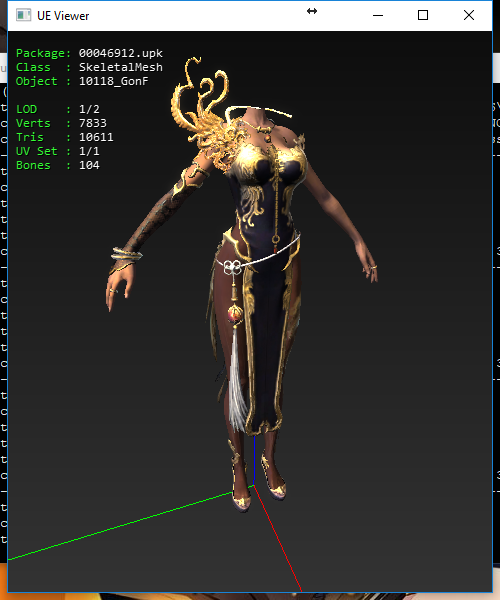 UE Viewer
Package: 00046912.upk
Class : SkeletalMesh
Object : 10118_GonF
LOD : 1/2
Verts : 7833
Tris : 10611
UV Set : 1/1
Bones : 104